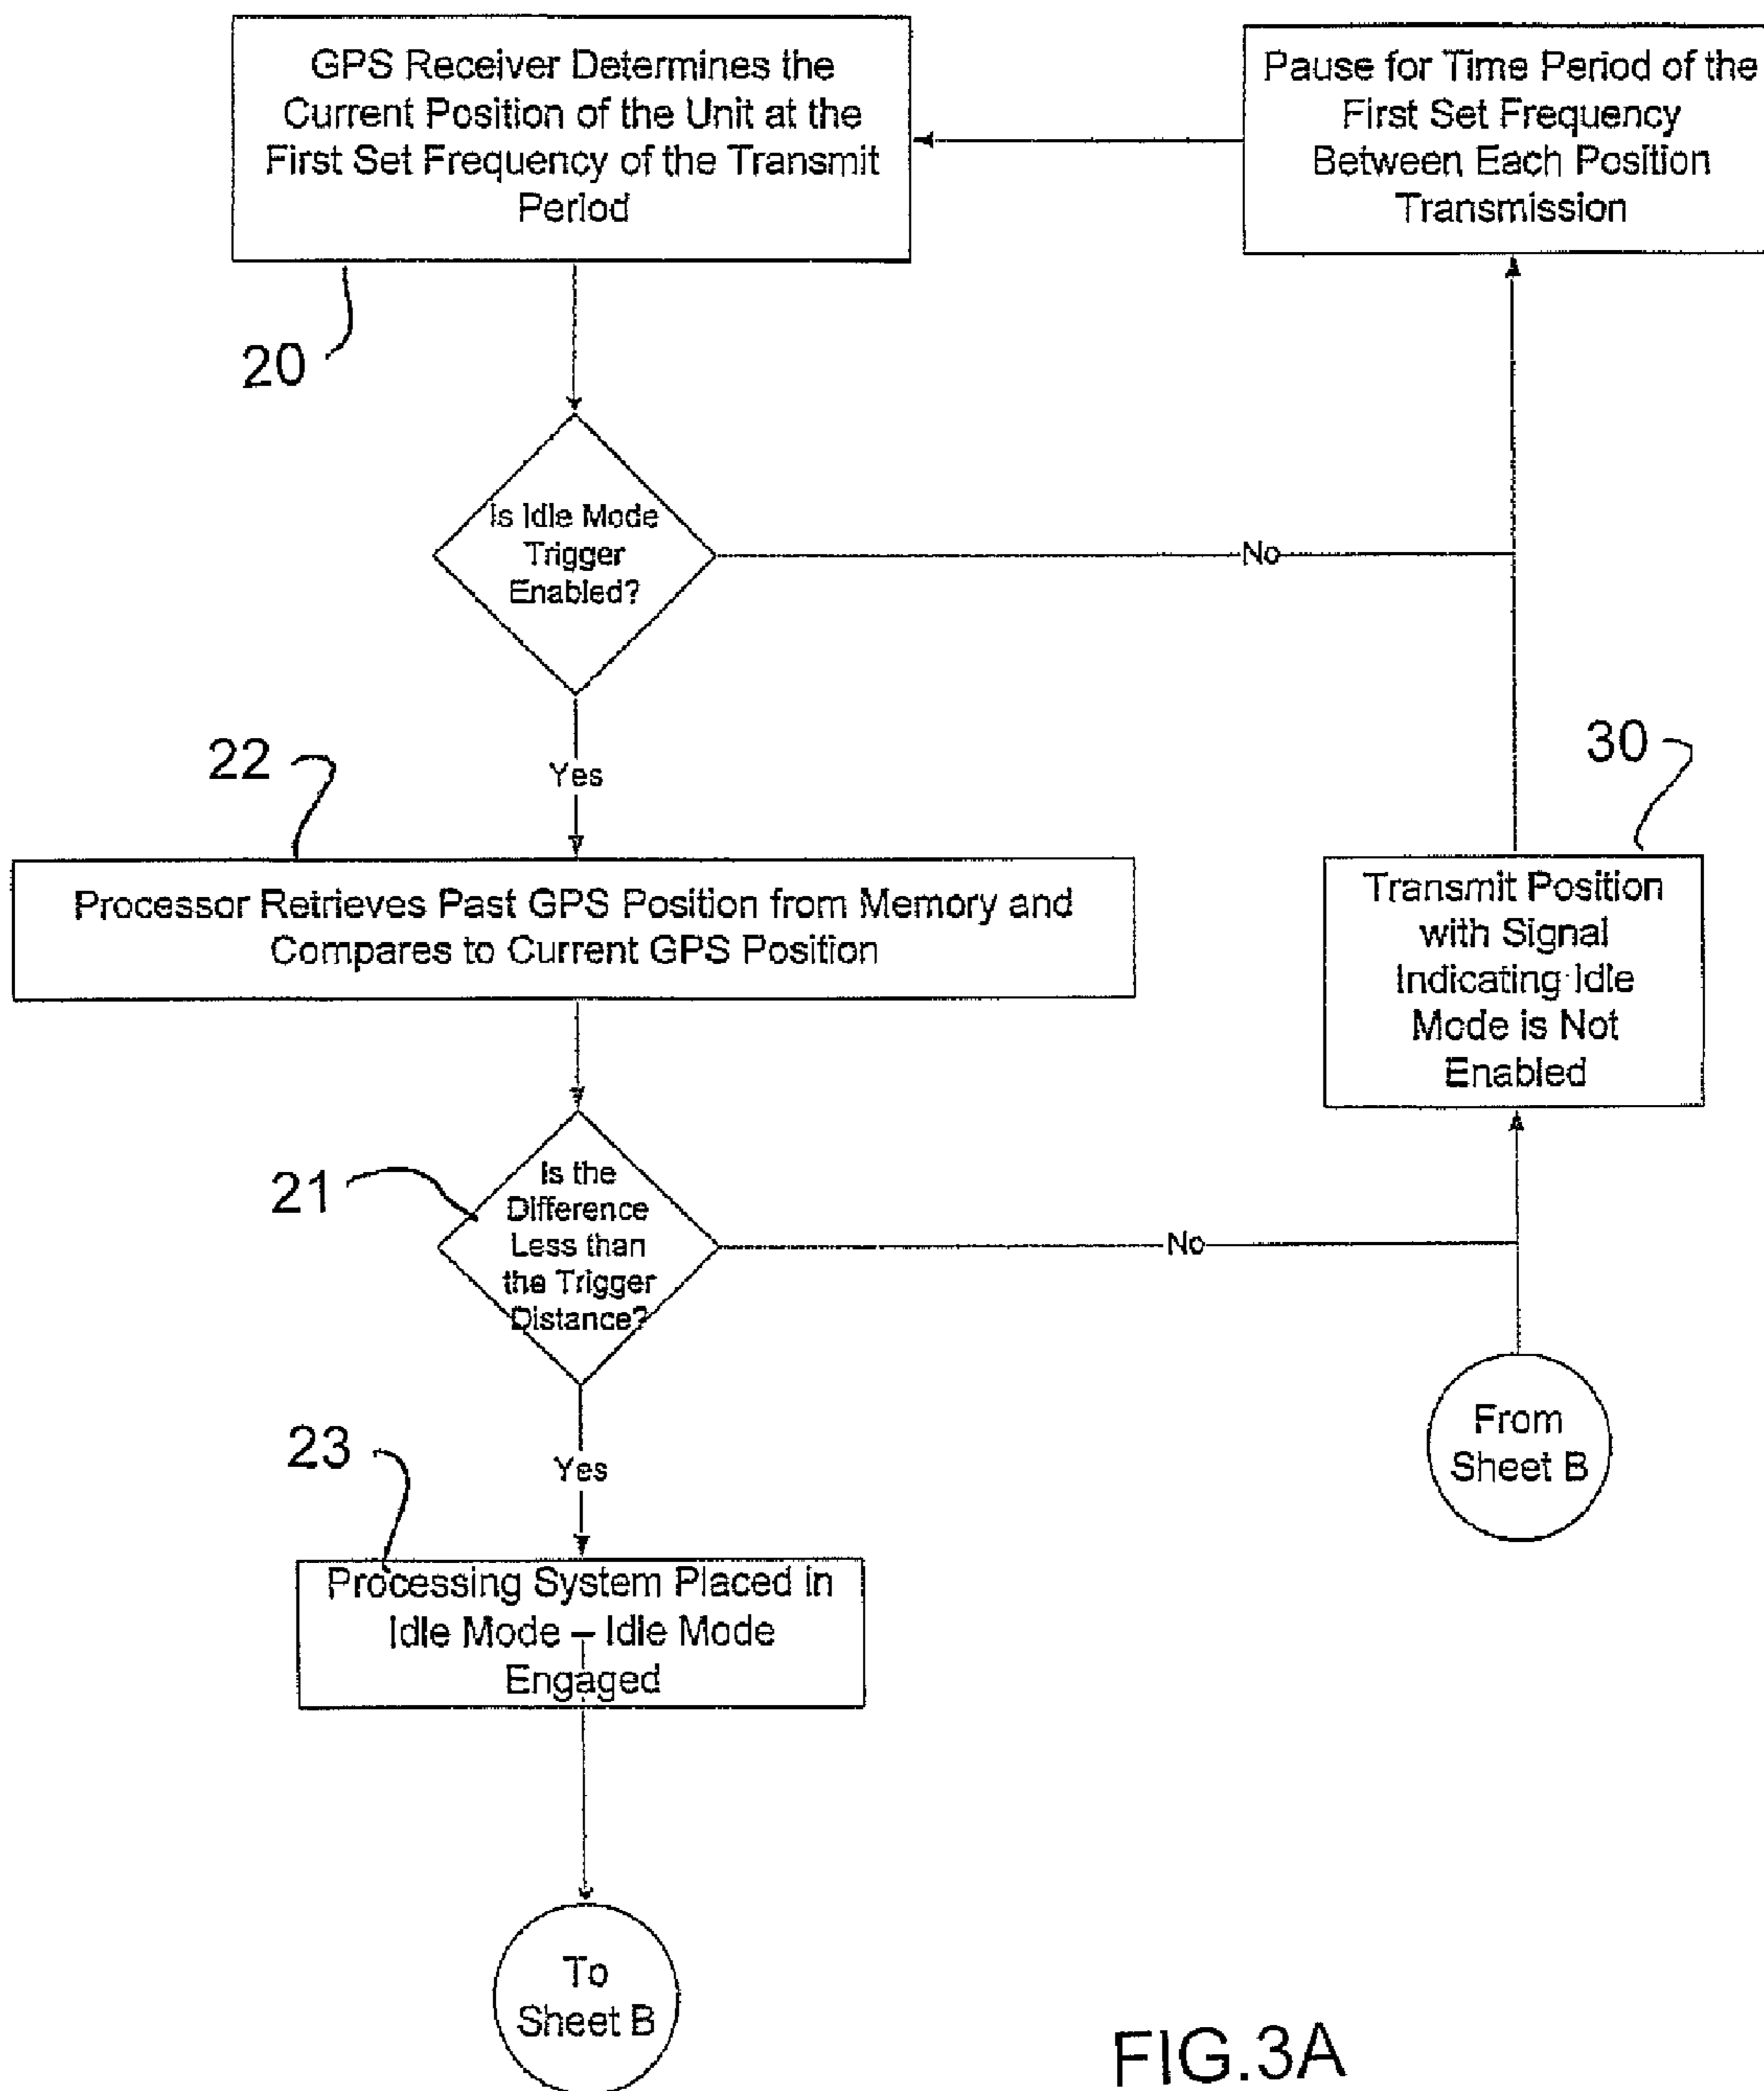 GPS Receiver Determines the
Current Position of the Unit at the
First Set Frequency of the Transmit
Period
Pause for Time Period of the
First Set Frequency
Between Each Position
Transmission
20
Is Idle Mode
Trigger
Enabled?
No
Yes
22
30
Processor Retrieves Past GPS Position from Memory and
Compares to Current GPS Position
Transmit Position
with Signal
Indicating Idle
Mode is Not
Enabled
21
Is the
Difference
Less than
the Trigger
Distance?
No
Yes
From
Sheet B
23
Processing System Placed in
Idle Mode – Idle Mode
Engaged
To
Sheet B
FIG.3A